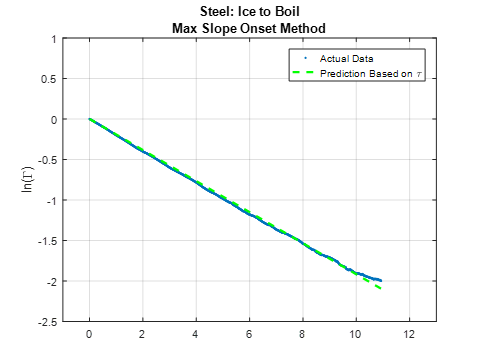 Steel: Ice to Boil
Max Slope Onset Method
1
0.5
0
-0.5
-1
-1.5
-2
-2.5
ln(Γ)
Actual Data
Prediction Based on τ
0 2 4 6 8 10 12